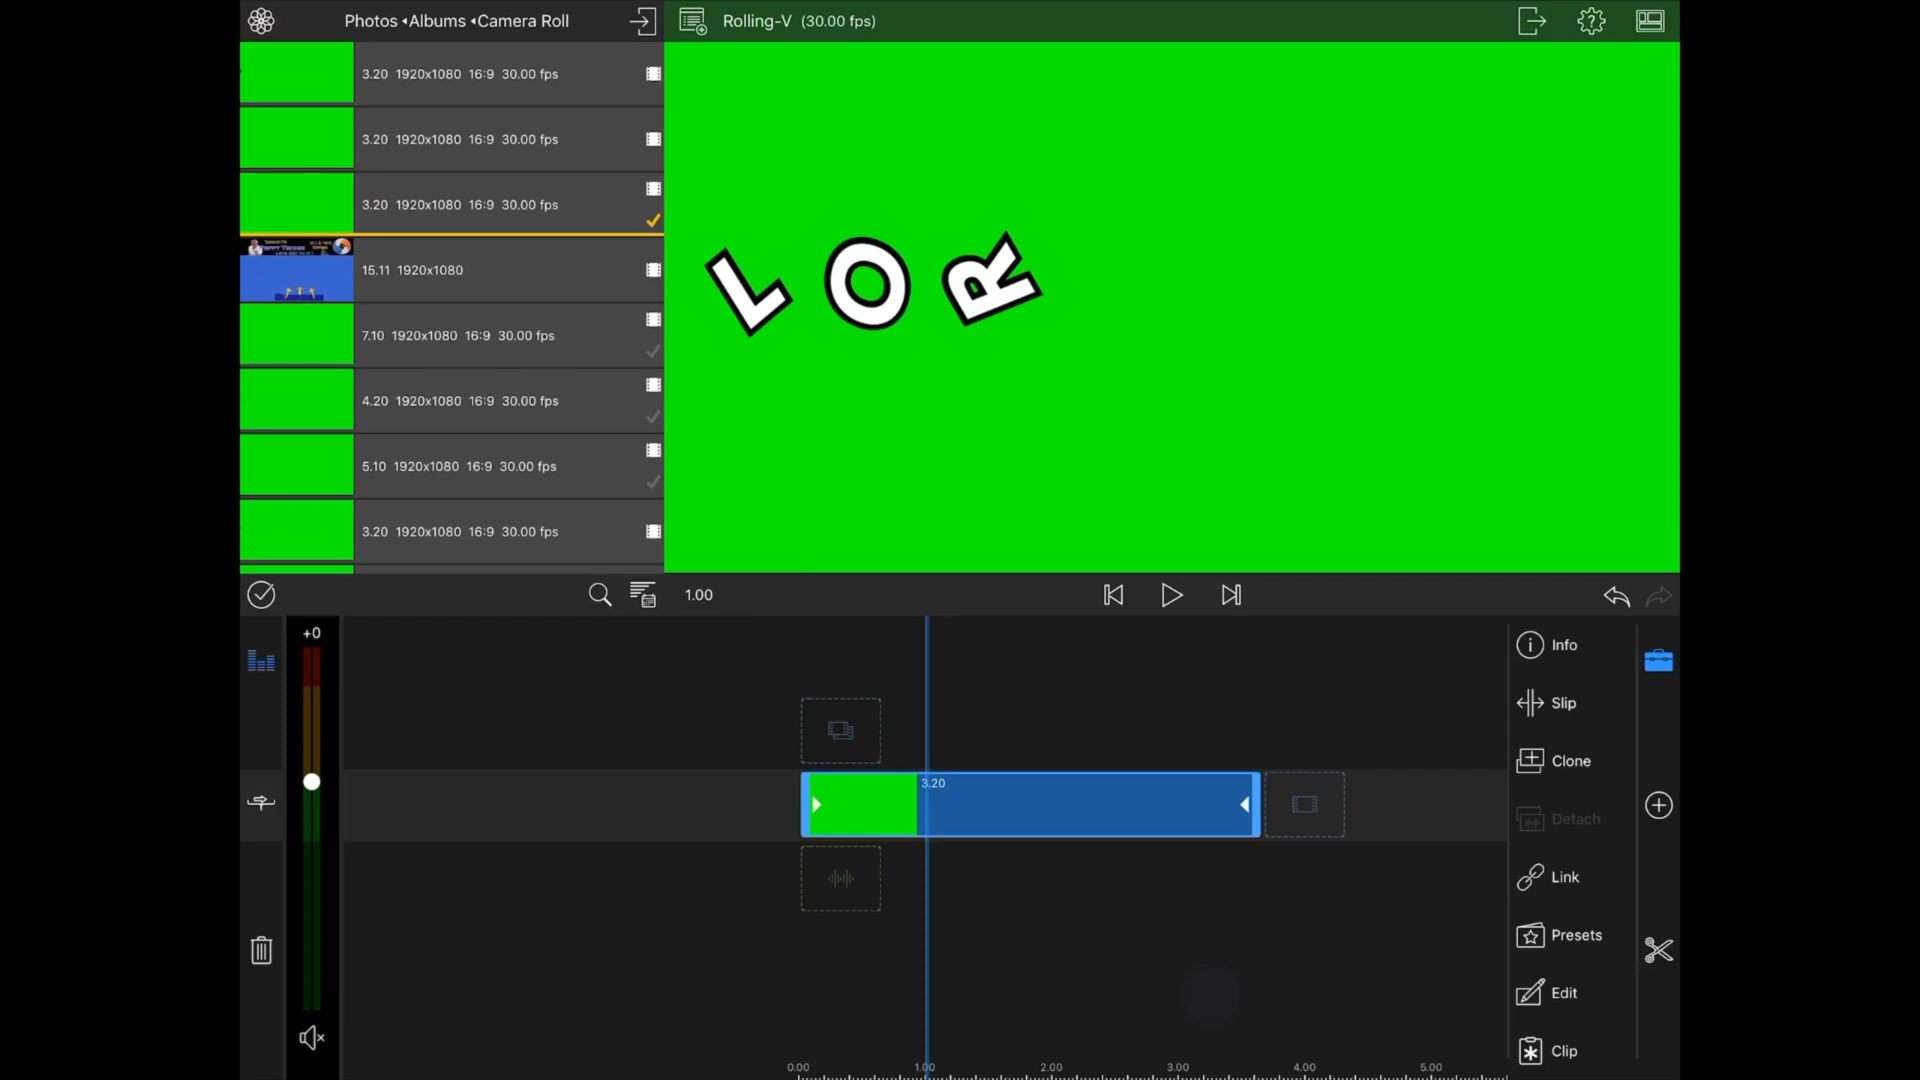 Photos ◂Albums ◂Camera Roll
Rolling-V (30.00 fps)
3.20 1920x1080 16:9 30.00 fps
3.20 1920x1080 16:9 30.00 fps
3.20 1920x1080 16:9 30.00 fps
15.11 1920x1080
7.10 1920x1080 16:9 30.00 fps
4.20 1920x1080 16:9 30.00 fps
5.10 1920x1080 16:9 30.00 fps
3.20 1920x1080 16:9 30.00 fps
L O R
1.00
+0
3.20
Info
Slip
Clone
Detach
Link
Presets
Edit
Clip
0.00 1.00 2.00 3.00 4.00 5.00